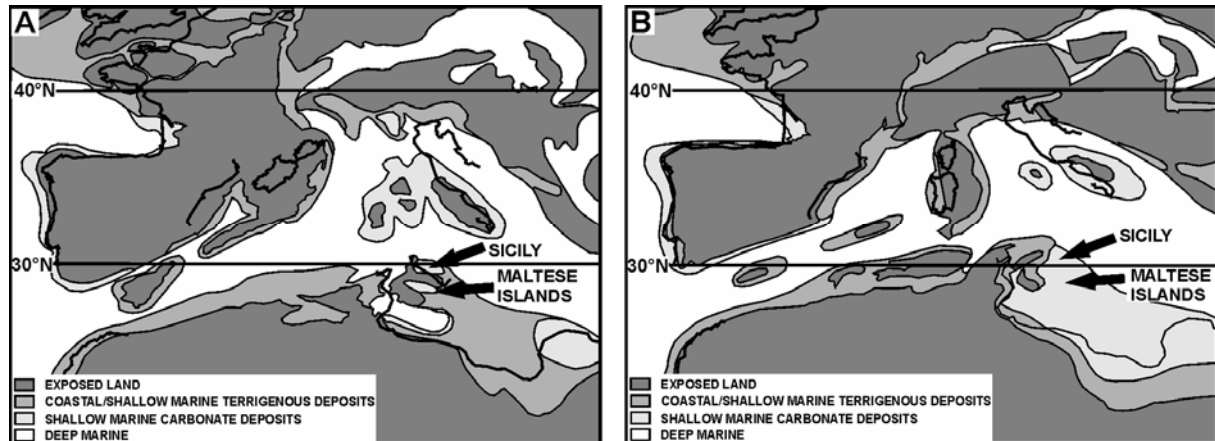 A
40°N
30°N
SICILY
MALTESE
ISLANDS
EXPOSED LAND
COASTAL/SHALLOW MARINE TERRIGENOUS DEPOSITS
SHALLOW MARINE CARBONATE DEPOSITS
DEEP MARINE
B
40°N
30°N
SICILY
MALTESE
ISLANDS
EXPOSED LAND
COASTAL/SHALLOW MARINE TERRIGENOUS DEPOSITS
SHALLOW MARINE CARBONATE DEPOSITS
DEEP MARINE